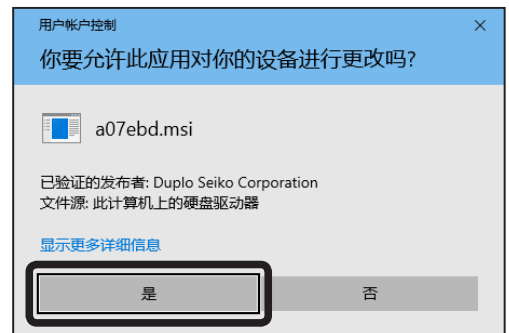 用户帐户控制
你要允许此应用对你的设备进行更改吗?
a07ebd.msi
已验证的发布者: Duplo Seiko Corporation
文件源: 此计算机上的硬盘驱动器
显示更多详细信息
是
否